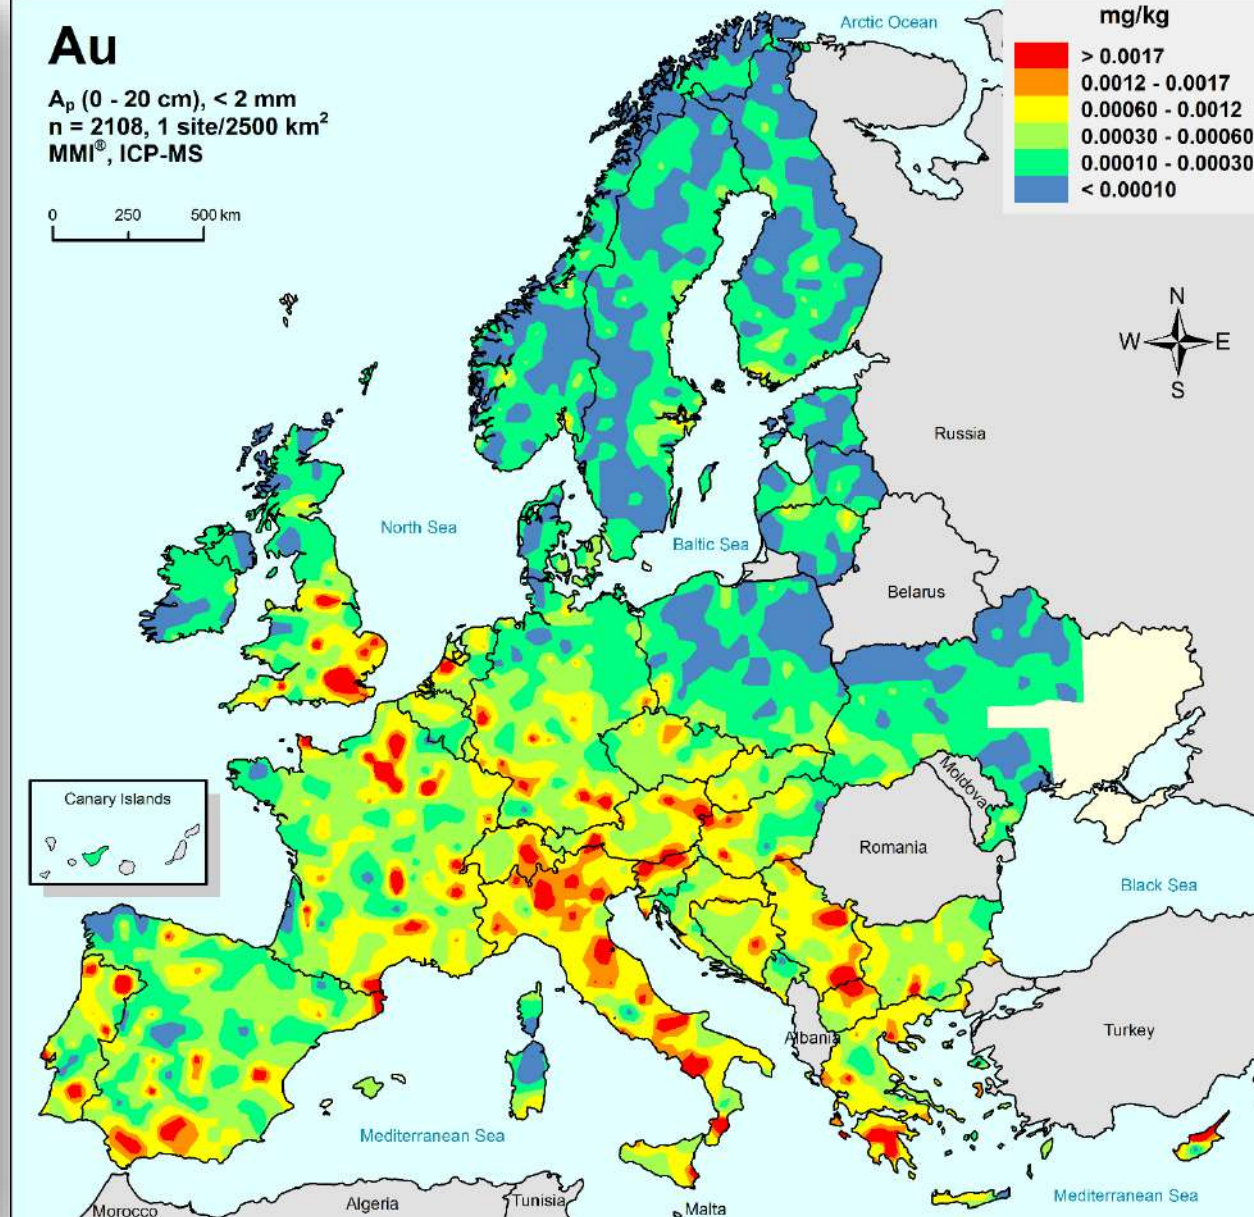 Au
Aₚ (0 - 20 cm), < 2 mm
n = 2108, 1 site/2500 km²
MMI®, ICP-MS
0 250 500 km
mg/kg
> 0.0017
0.0012 - 0.0017
0.00060 - 0.0012
0.00030 - 0.00060
0.00010 - 0.00030
< 0.00010
Arctic Ocean
N
W E
S
Russia
North Sea
Baltic Sea
Belarus
Moldova
Canary Islands
Romania
Black Sea
Albania
Turkey
Mediterranean Sea
Mediterranean Sea
Morocco
Algeria
Tunisia
Malta